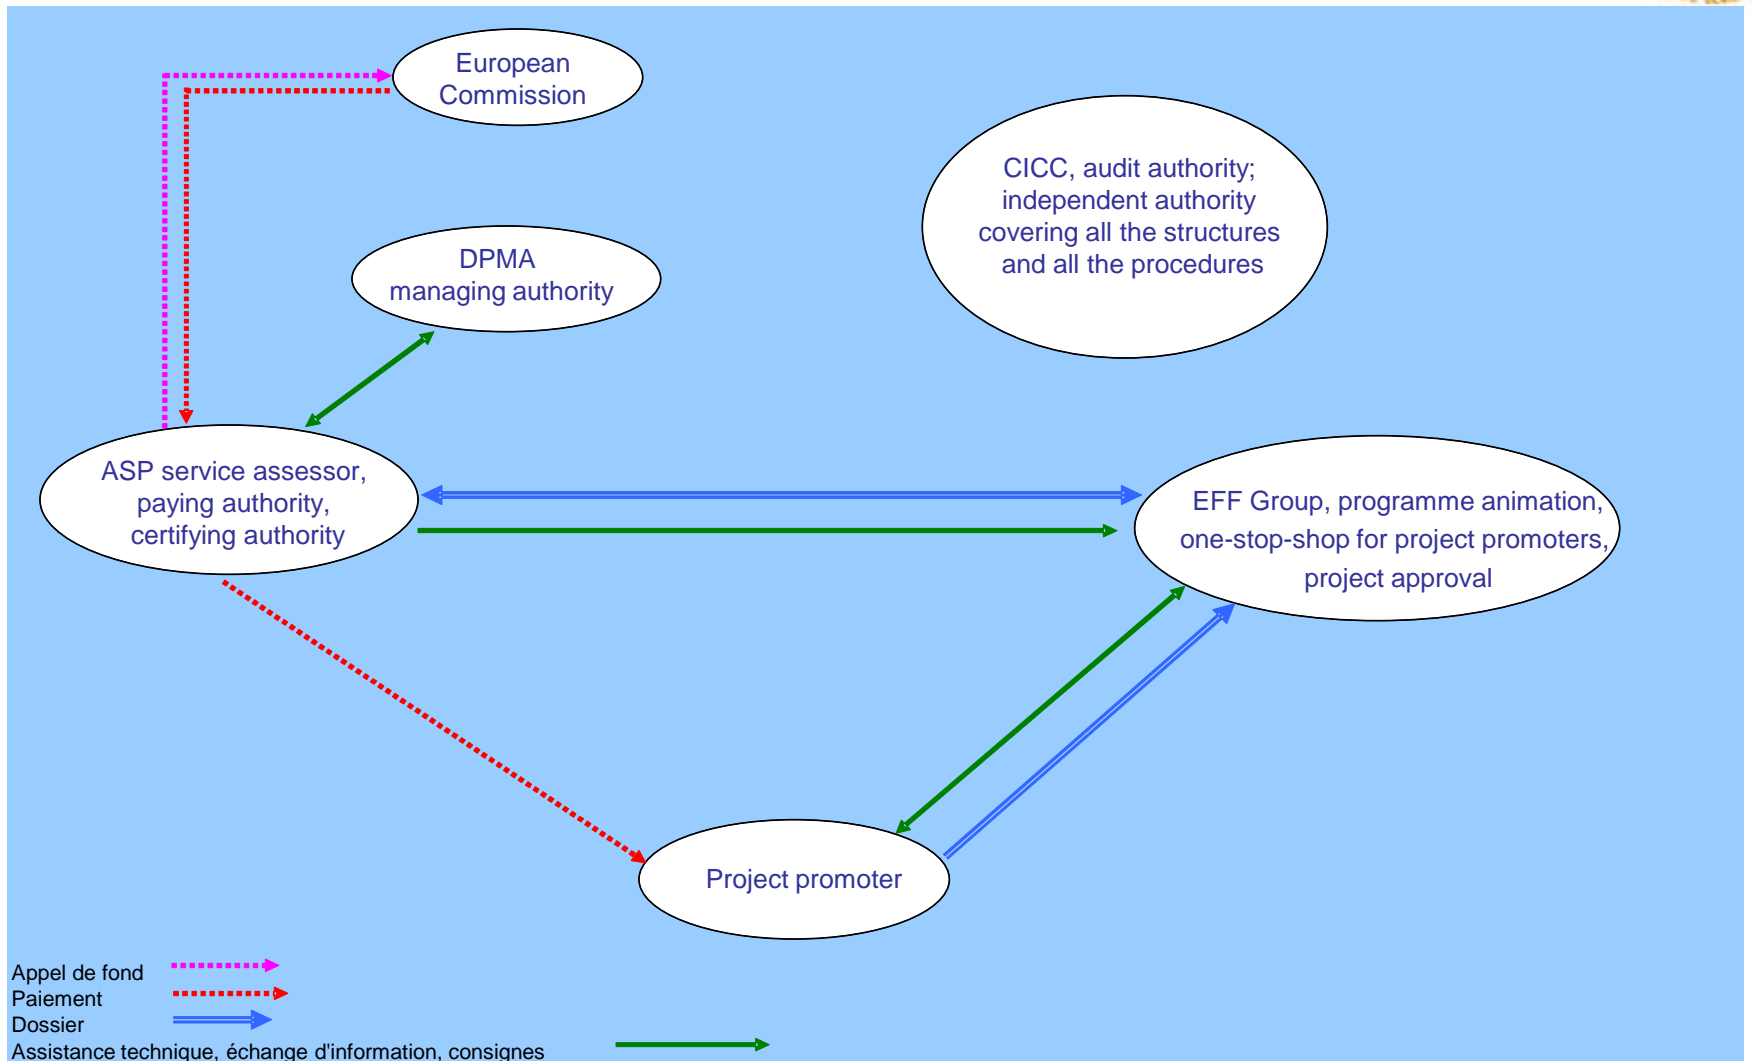 European
Commission
CICC, audit authority;
independent authority
covering all the structures
and all the procedures
DPMA
managing authority
ASP service assessor,
paying authority,
certifying authority
EFF Group, programme animation,
one-stop-shop for project promoters,
project approval
Project promoter
Appel de fond
Paiement
Dossier
Assistance technique, échange d'information, consignes